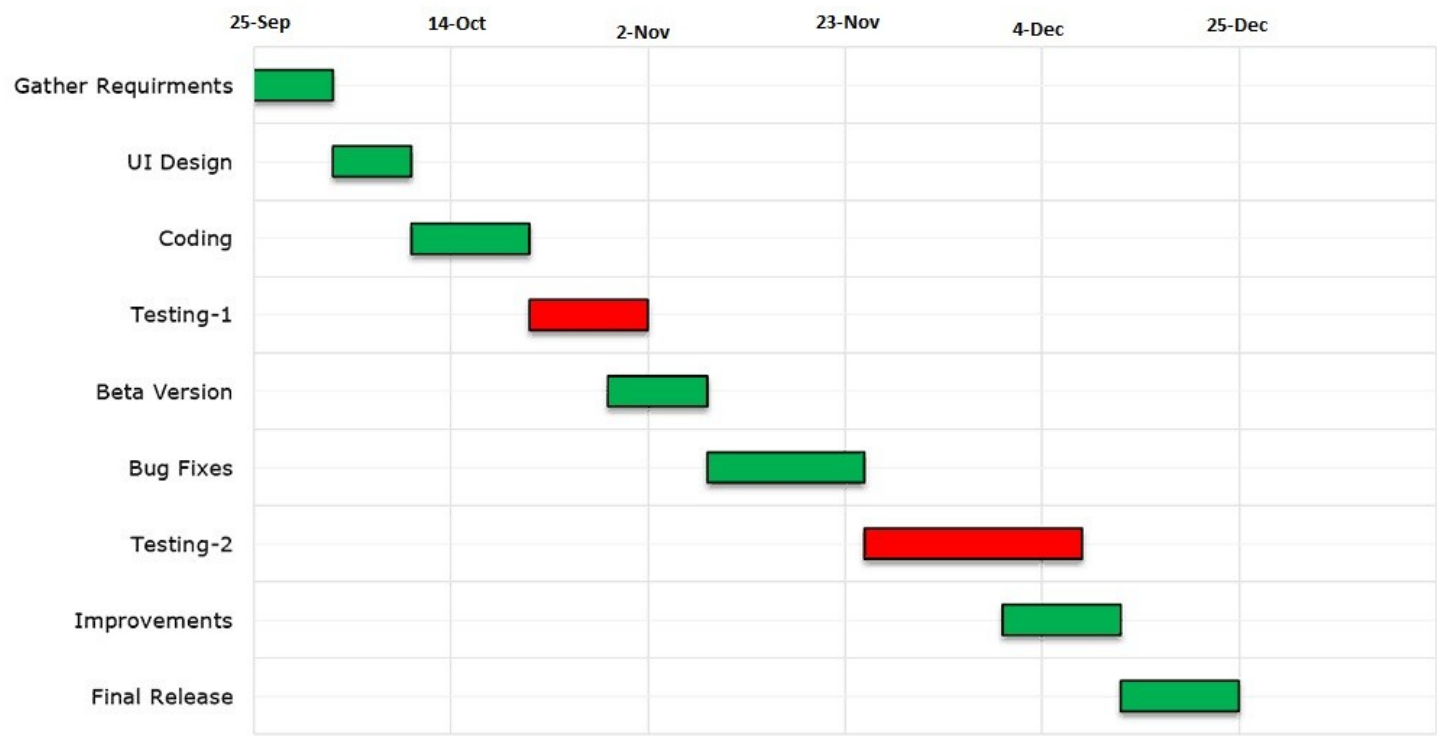 25-Sep 14-Oct 2-Nov 23-Nov 4-Dec 25-Dec
Gather Requirments
UI Design
Coding
Testing-1
Beta Version
Bug Fixes
Testing-2
Improvements
Final Release